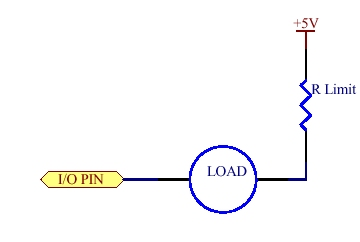 +5V
R Limit
LOAD
I/O PIN